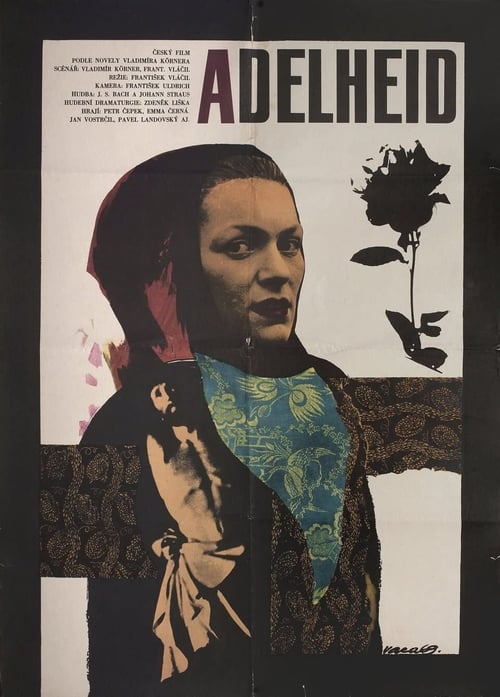 ČESKÝ FILM
PODLE NOVELY VLADIMÍRA KÖRNERA
SCÉNÁŘ: VLADIMÍR KÖRNER, FRANT. VLÁČIL
REŽIE: FRANTIŠEK VLÁČIL
KAMERA: FRANTIŠEK ULDRICH
HUDBA: J. S. BACH A JOHANN STRAUS
HUDEBNÍ DRAMATURGIE: ZDENĚK LIŠKA
HRAJÍ: PETR ČEPEK, EMMA ČERNÁ,
JAN VOSTRČIL, PAVEL LANDOVSKÝ AJ.
ADELHEID